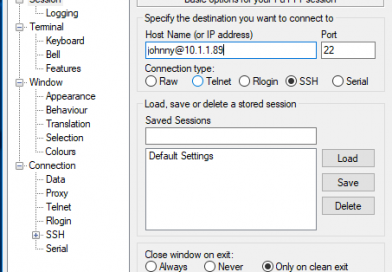 Session
Logging
Terminal
Keyboard
Bell
Features
Window
Appearance
Behaviour
Translation
Selection
Colours
Connection
Data
Proxy
Telnet
Rlogin
SSH
Serial
Basic options for your PuTTY session
Specify the destination you want to connect to
Host Name (or IP address) Port
johnny@10.1.1.89 22
Connection type:
Raw Telnet Rlogin SSH Serial
Load, save or delete a stored session
Saved Sessions
Default Settings
Load
Save
Delete
Close window on exit:
Always Never Only on clean exit